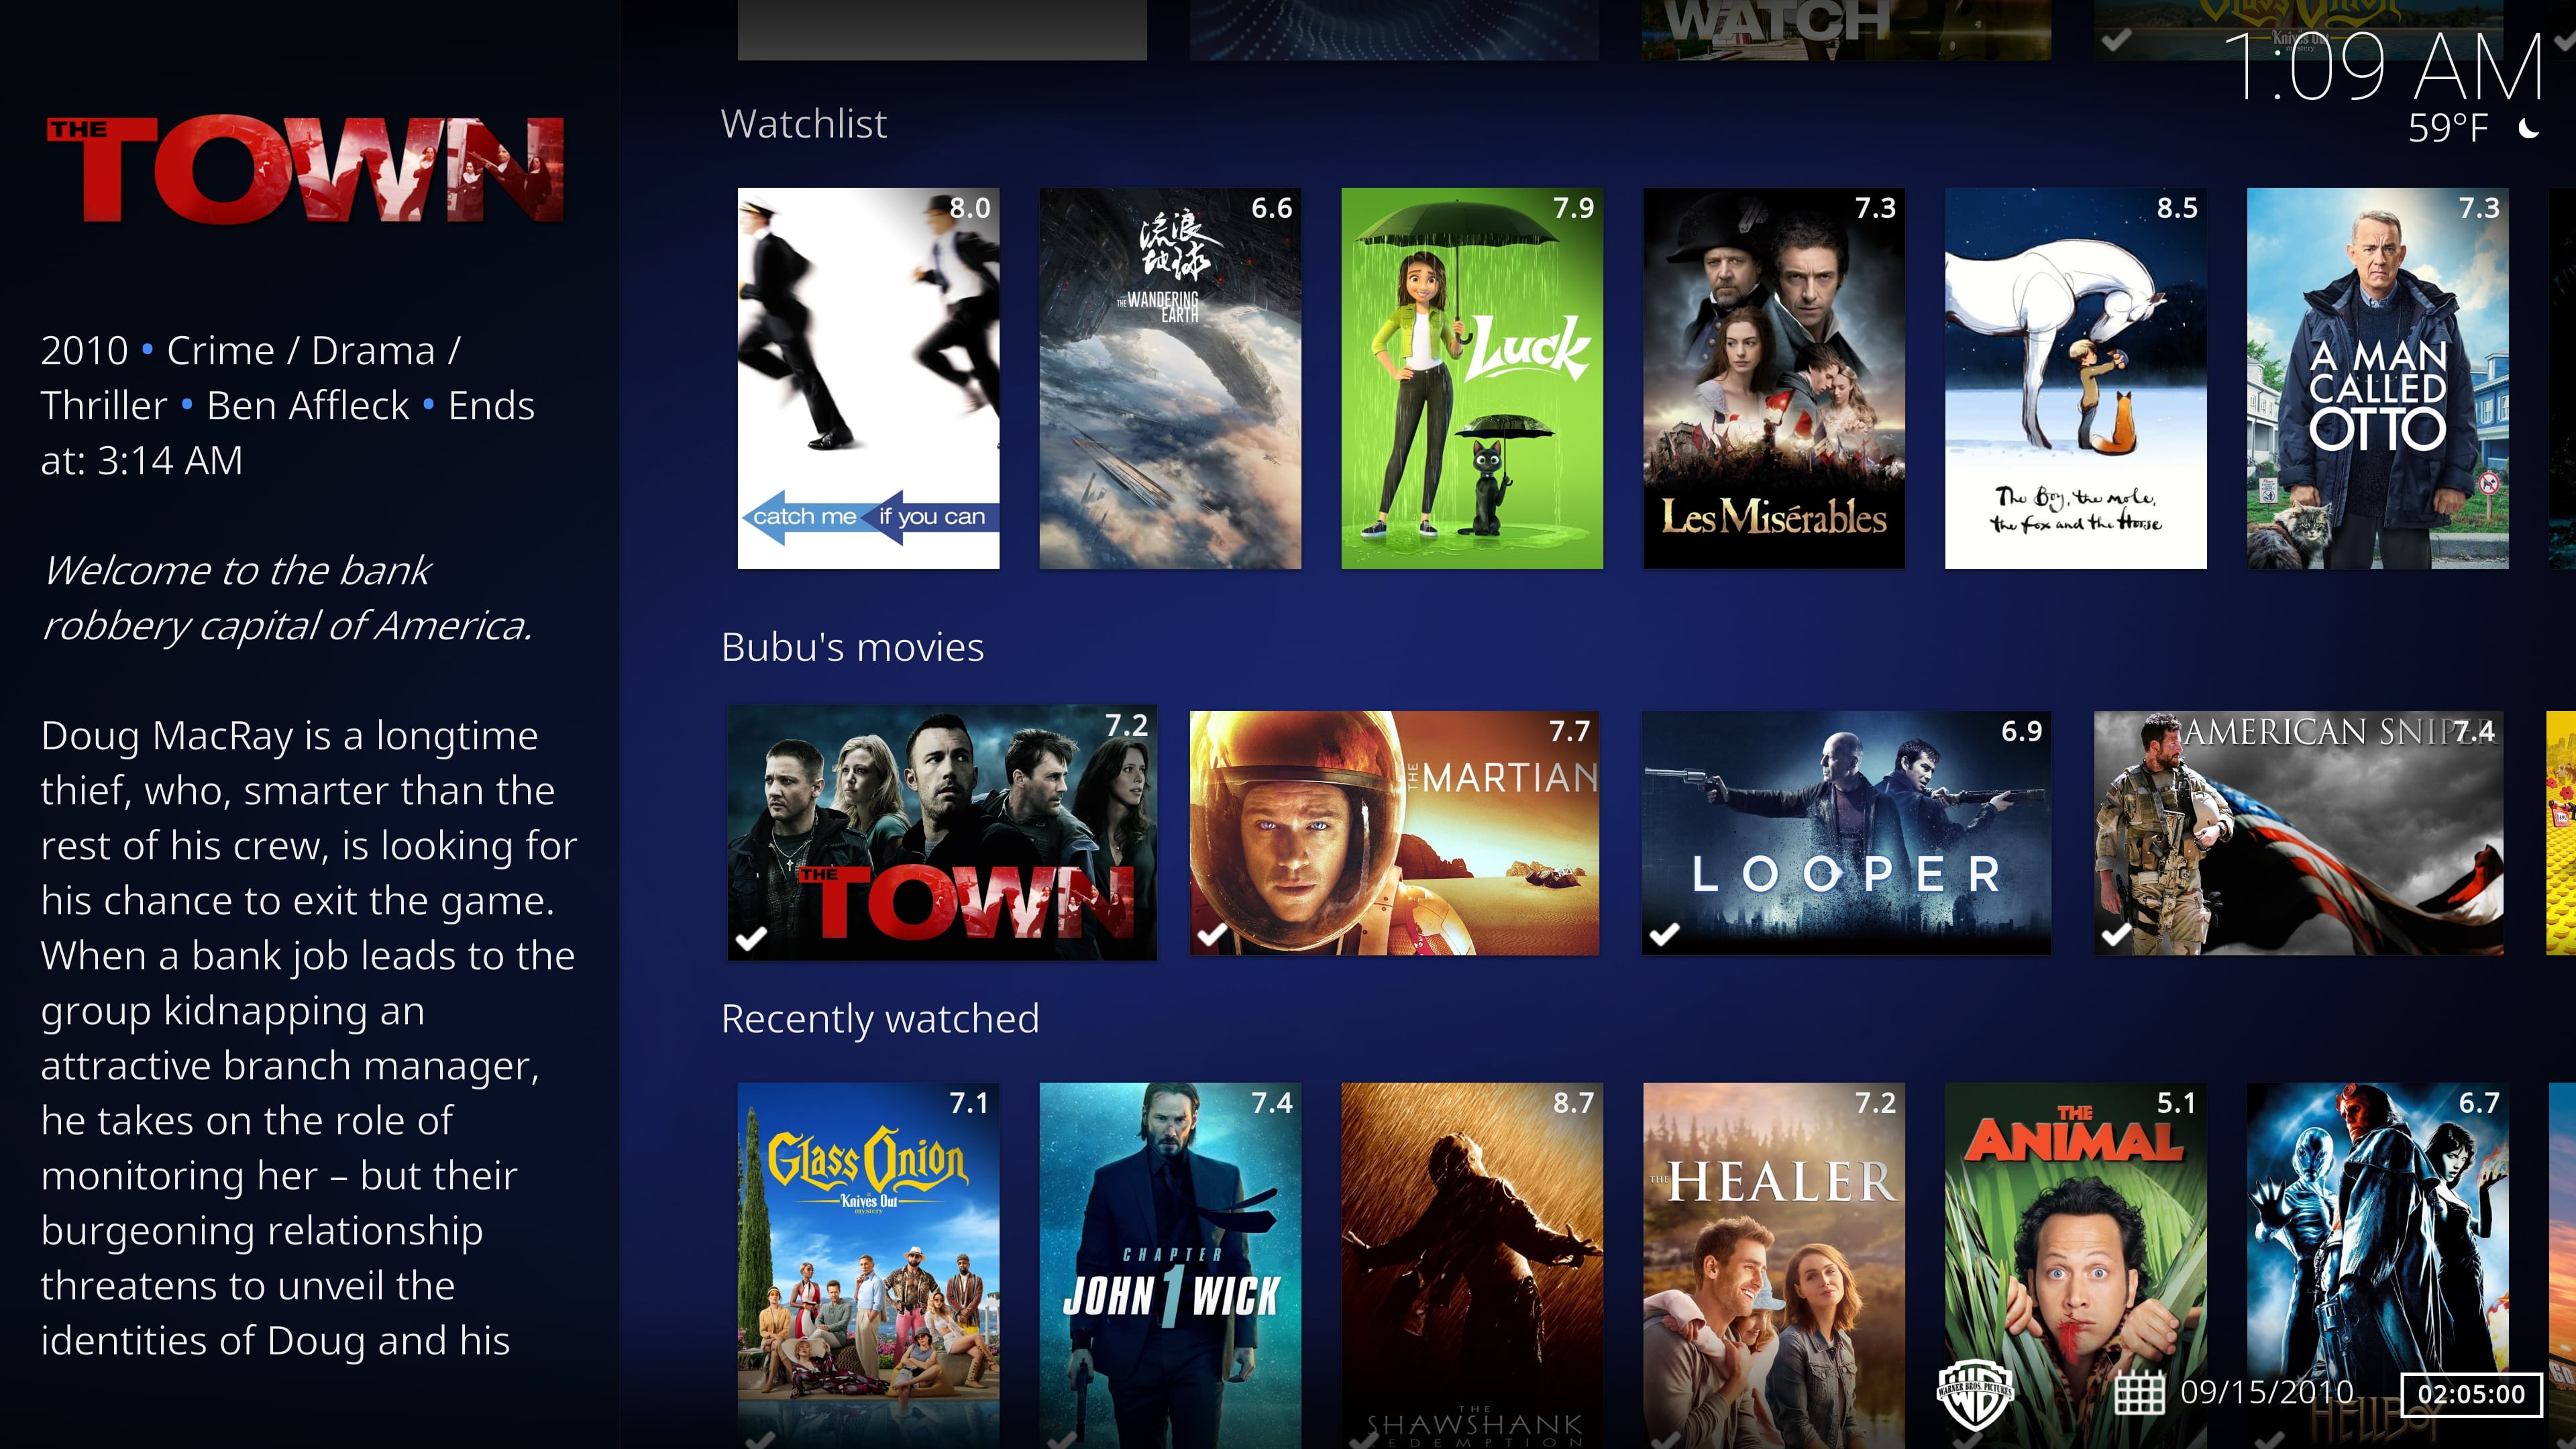 THE
TOWN
2010 • Crime / Drama /
Thriller • Ben Affleck • Ends
at: 3:14 AM
Welcome to the bank
robbery capital of America.
Doug MacRay is a longtime
thief, who, smarter than the
rest of his crew, is looking for
his chance to exit the game.
When a bank job leads to the
group kidnapping an
attractive branch manager,
he takes on the role of
monitoring her – but their
burgeoning relationship
threatens to unveil the
identities of Doug and his
WATCH
Glass Onion
Knives Out
mystery
1:09 AM
59°F
Watchlist
8.0
catch me if you can
6.6
流浪
地球
THE WANDERING
EARTH
7.9
Luck
7.3
Les Misérables
8.5
The Boy, the mole,
the fox and the Horse
7.3
A MAN
CALLED
OTTO
Bubu's movies
7.2
THE
TOWN
7.7
THE MARTIAN
6.9
LOOPER
AMERICAN SNIPER
7.4
Recently watched
7.1
Glass Onion
A
Knives Out
mystery
7.4
CHAPTER
JOHN 1 WICK
8.7
THE
SHAWSHANK
REDEMPTION
7.2
THE HEALER
5.1
THE
ANIMAL
6.7
HELLBOY
WARNER BROS. PICTURES
WB
09/15/2010
02:05:00